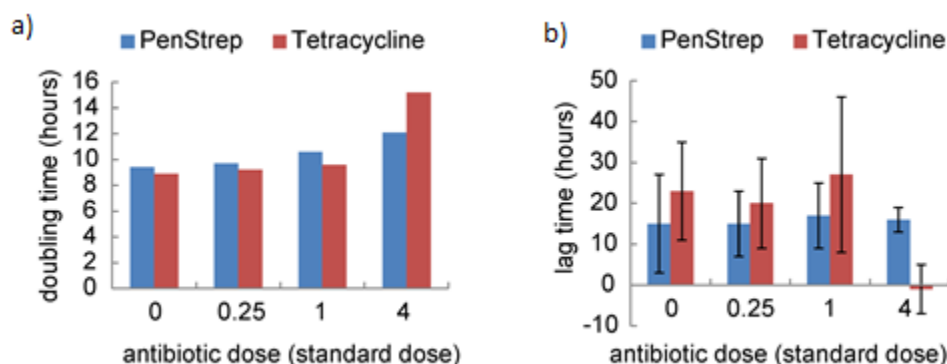 a)
PenStrep Tetracycline
doubling time (hours)
16
14
12
10
8
6
4
2
0
0 0.25 1 4
antibiotic dose (standard dose)
b)
PenStrep Tetracycline
lag time (hours)
50
40
30
20
10
0
-10
0 0.25 1 4
antibiotic dose (standard dose)